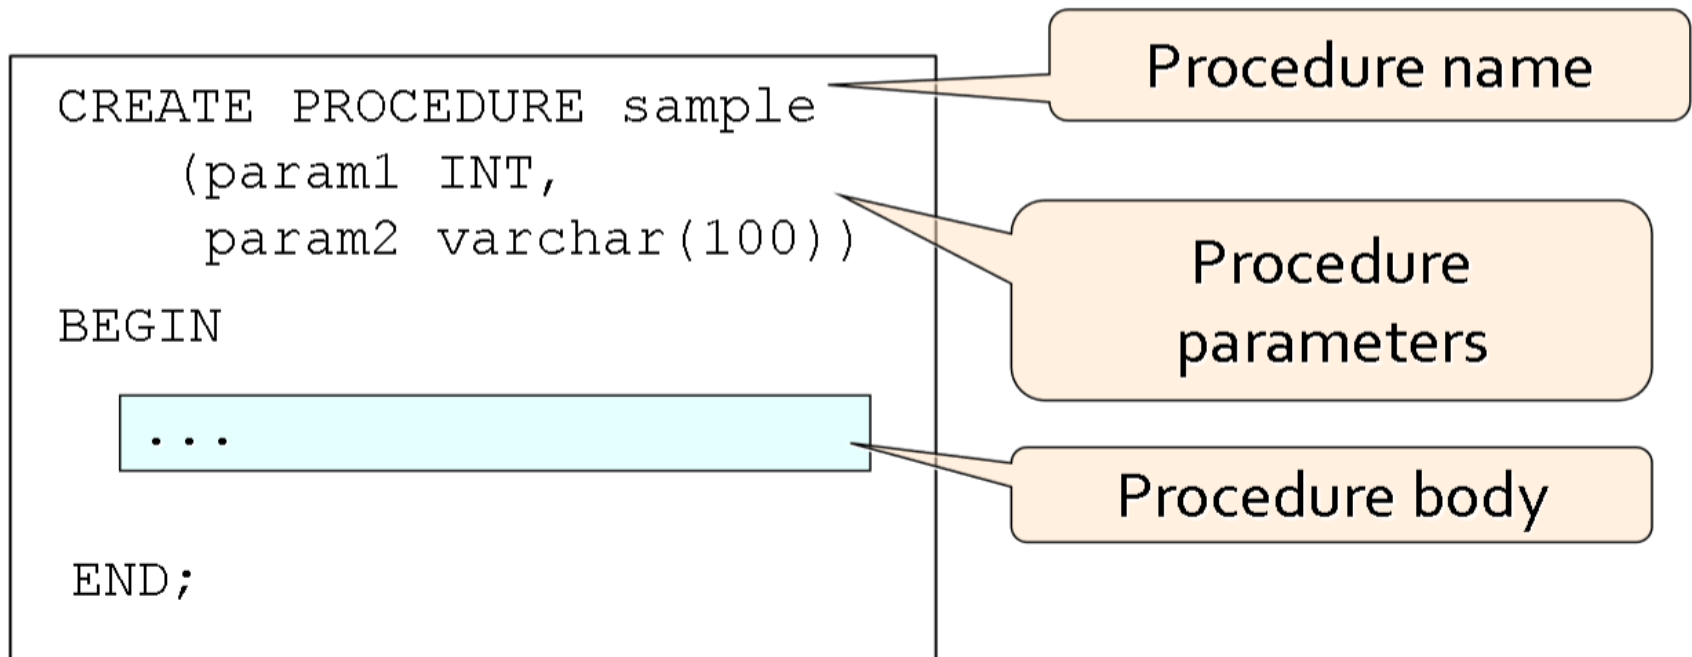 CREATE PROCEDURE sample
(param1 INT,
param2 varchar(100))
BEGIN
...
END;
Procedure name
Procedure
parameters
Procedure body